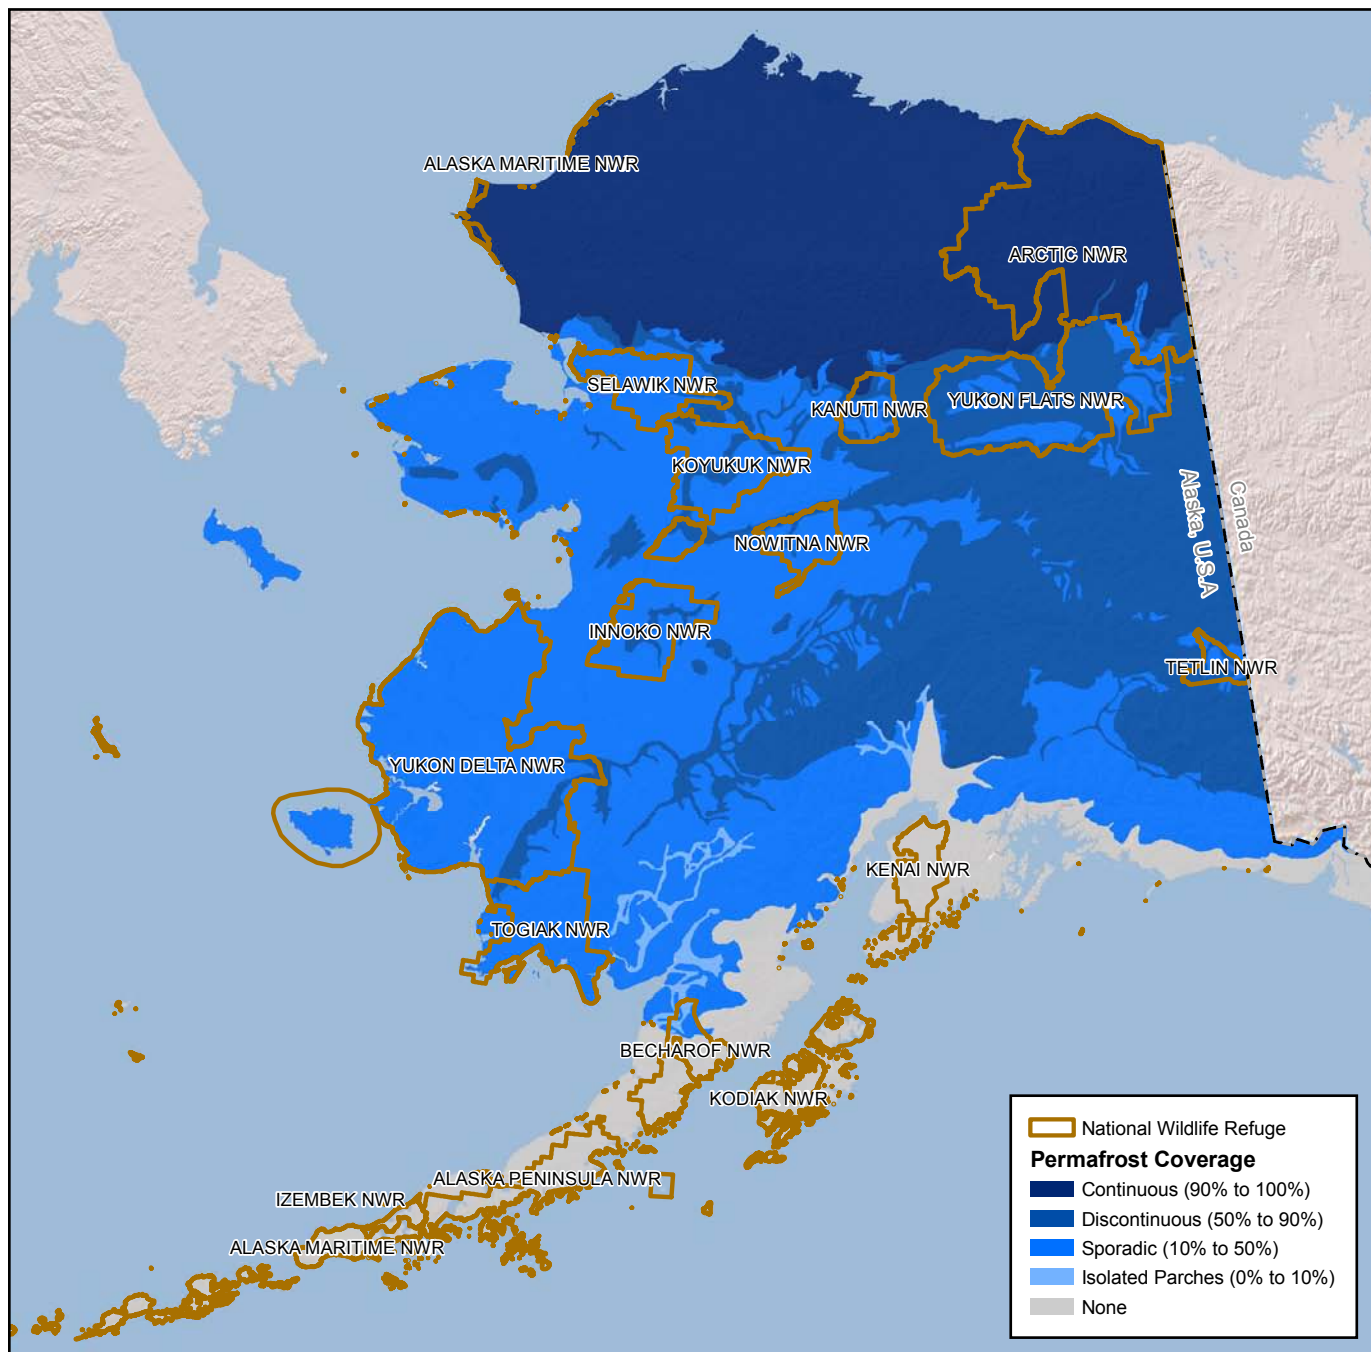 ALASKA MARITIME NWR
ARCTIC NWR
SELAWIK NWR
KANUTI NWR
YUKON FLATS NWR
KOYUKUK NWR
Canada
Alaska, U.S.A
NOWITNA NWR
INNOKO NWR
TETLIN NWR
YUKON DELTA NWR
KENAI NWR
TOGIAK NWR
BECHAROF NWR
KODIAK NWR
ALASKA PENINSULA NWR
IZEMBEK NWR
ALASKA MARITIME NWR
National Wildlife Refuge
Permafrost Coverage
Continuous (90% to 100%)
Discontinuous (50% to 90%)
Sporadic (10% to 50%)
Isolated Parches (0% to 10%)
None